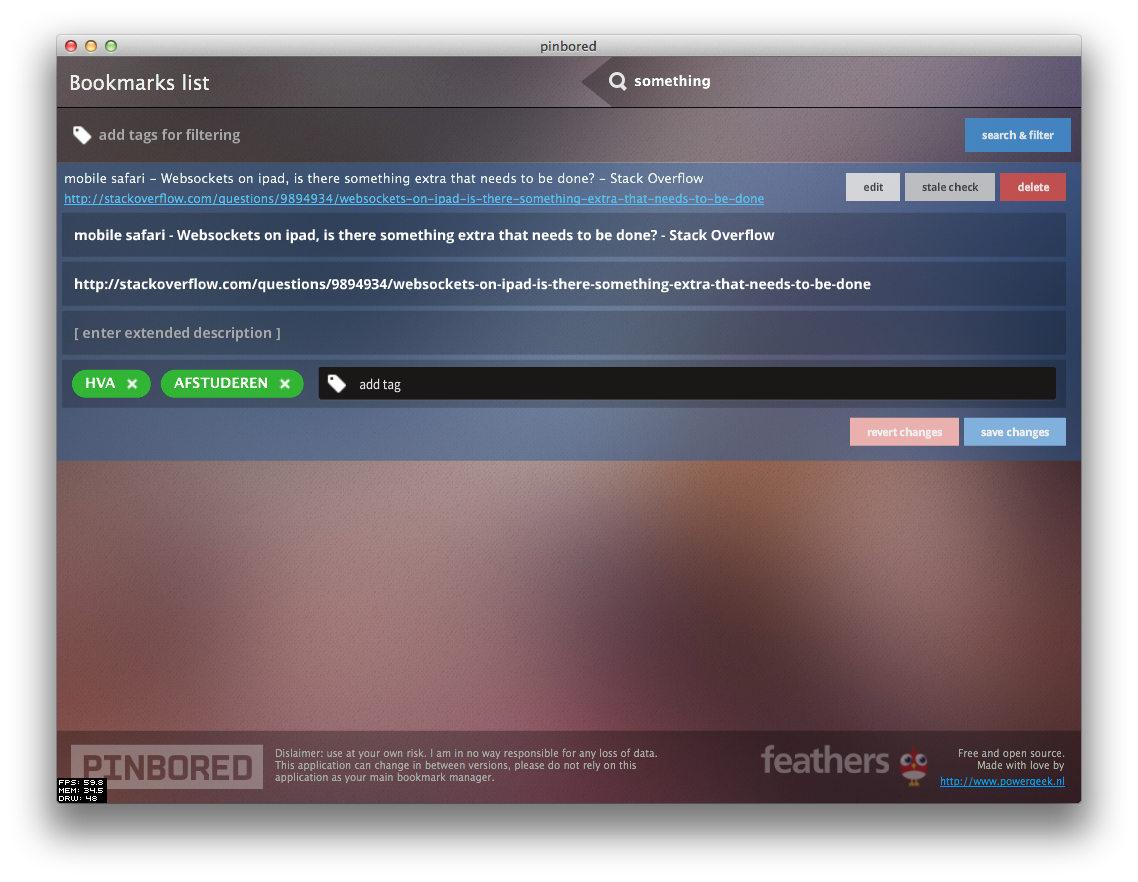 pinbored
Bookmarks list
something
add tags for filtering
search & filter
mobile safari – Websockets on ipad, is there something extra that needs to be done? – Stack Overflow
http://stackoverflow.com/questions/9894934/websockets-on-ipad-is-there-something-extra-that-needs-to-be-done
edit
stale check
delete
mobile safari - Websockets on ipad, is there something extra that needs to be done? - Stack Overflow
http://stackoverflow.com/questions/9894934/websockets-on-ipad-is-there-something-extra-that-needs-to-be-done
[ enter extended description ]
HVA
AFSTUDEREN
add tag
revert changes
save changes
PINBORED
Dislaimer: use at your own risk. I am in no way responsible for any loss of data.
This application can change in between versions, please do not rely on this
application as your main bookmark manager.
feathers
Free and open source.
Made with love by
http://www.powergeek.nl
FPS: 59.8
MEM: 34.5
DRW: 48